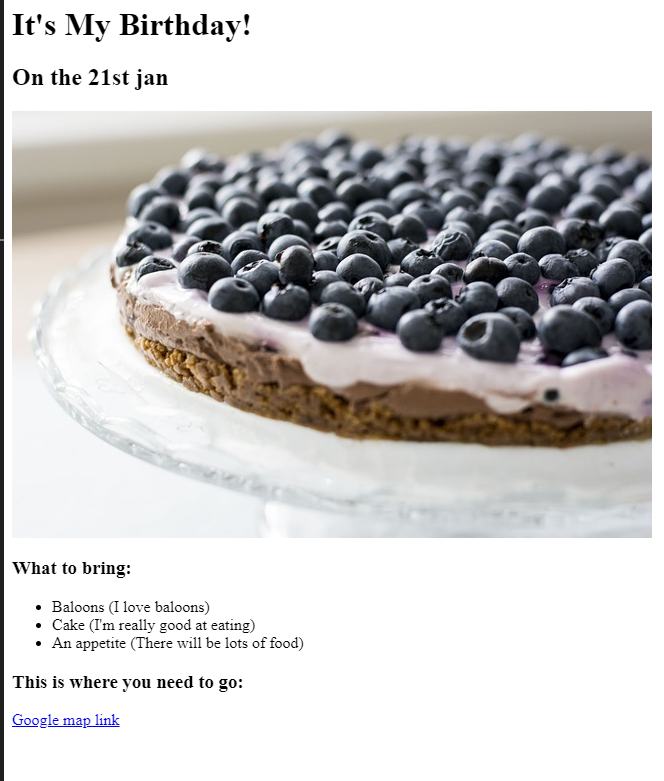 It's My Birthday!
On the 21st jan
What to bring:
Baloons (I love baloons)
Cake (I'm really good at eating)
An appetite (There will be lots of food)
This is where you need to go:
Google map link